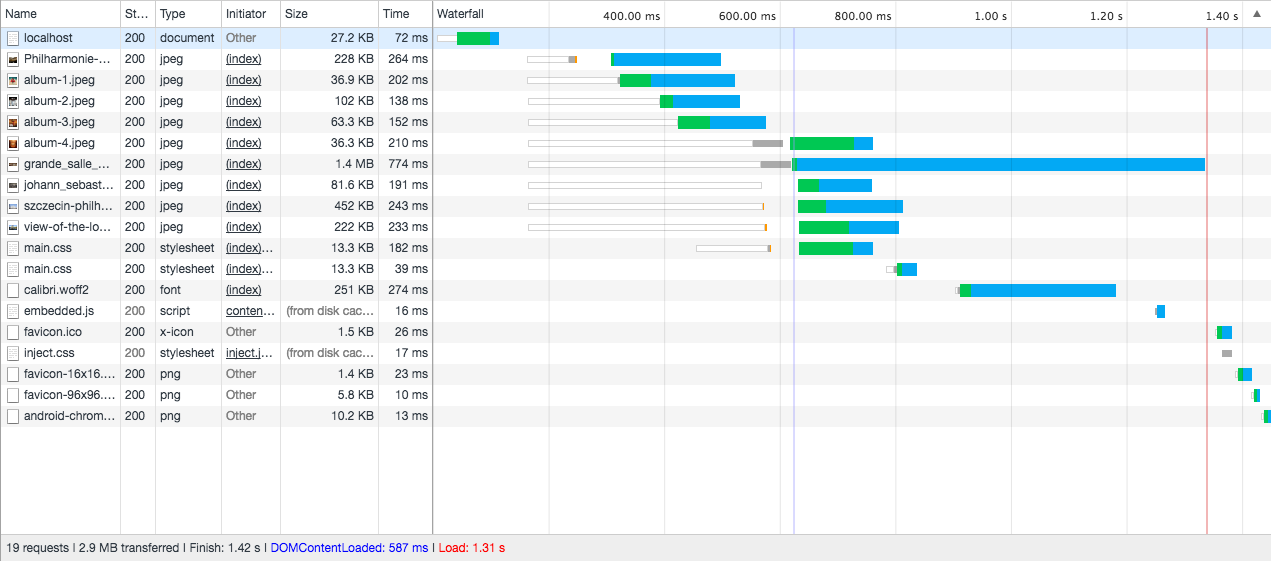 Name St... Type Initiator Size Time Waterfall 400.00 ms 600.00 ms 800.00 ms 1.00 s 1.20 s 1.40 s ▲
localhost 200 document Other 27.2 KB 72 ms
Philharmonie-... 200 jpeg (index) 228 KB 264 ms
album-1.jpeg 200 jpeg (index) 36.9 KB 202 ms
album-2.jpeg 200 jpeg (index) 102 KB 138 ms
album-3.jpeg 200 jpeg (index) 63.3 KB 152 ms
album-4.jpeg 200 jpeg (index) 36.3 KB 210 ms
grande_salle_... 200 jpeg (index) 1.4 MB 774 ms
johann_sebast... 200 jpeg (index) 81.6 KB 191 ms
szczecin-philh... 200 jpeg (index) 452 KB 243 ms
view-of-the-lo... 200 jpeg (index) 222 KB 233 ms
main.css 200 stylesheet (index)... 13.3 KB 182 ms
main.css 200 stylesheet (index)... 13.3 KB 39 ms
calibri.woff2 200 font (index) 251 KB 274 ms
embedded.js 200 script conten... (from disk cac... 16 ms
favicon.ico 200 x-icon Other 1.5 KB 26 ms
inject.css 200 stylesheet inject.j... (from disk cac... 17 ms
favicon-16x16.... 200 png Other 1.4 KB 23 ms
favicon-96x96.... 200 png Other 5.8 KB 10 ms
android-chrom... 200 png Other 10.2 KB 13 ms
19 requests | 2.9 MB transferred | Finish: 1.42 s | DOMContentLoaded: 587 ms | Load: 1.31 s